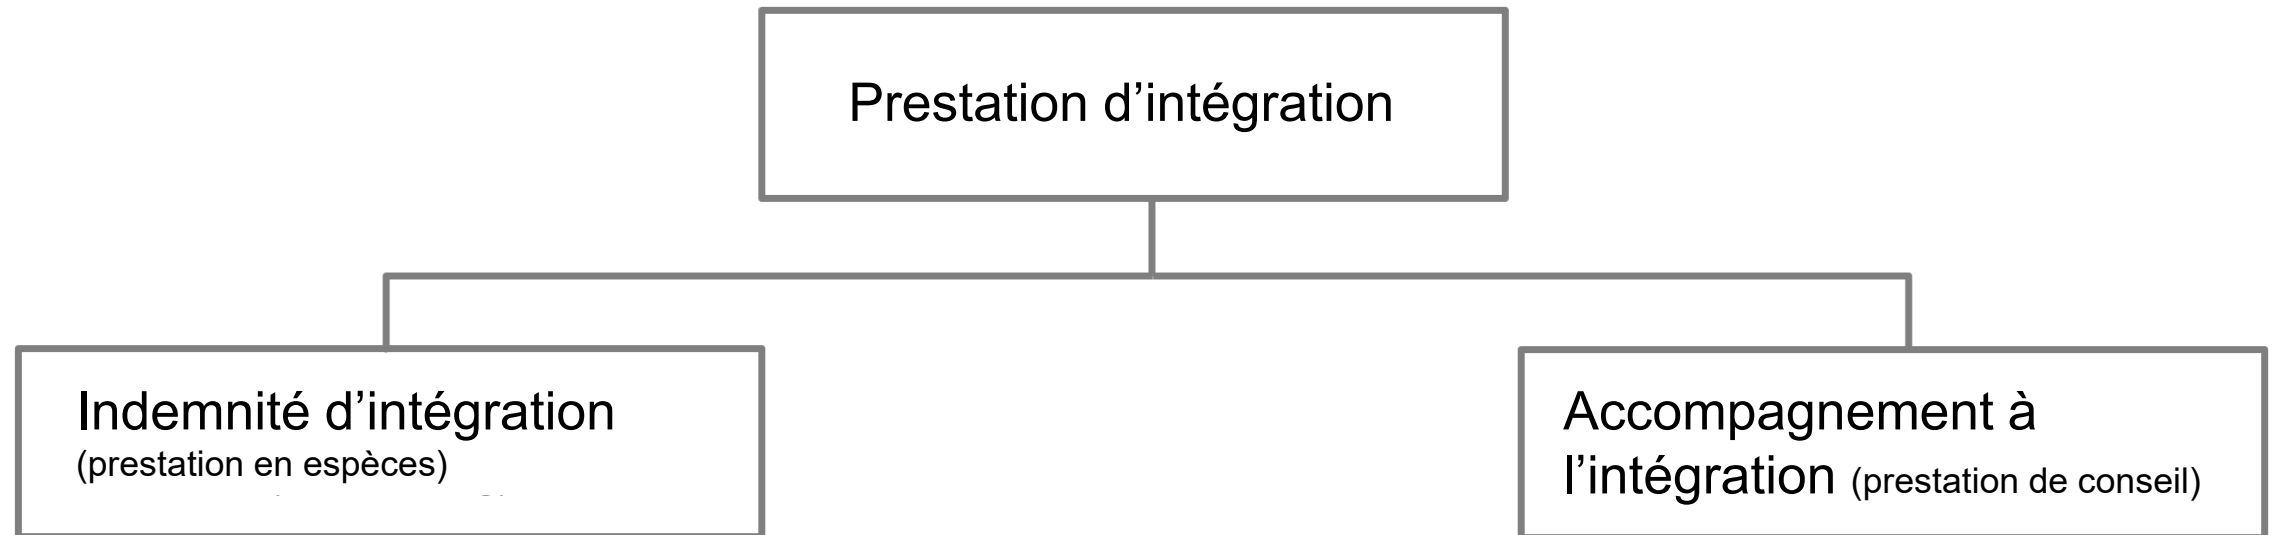 Prestation d’intégration
Indemnité d’intégration
(prestation en espèces)
Accompagnement à
l’intégration (prestation de conseil)